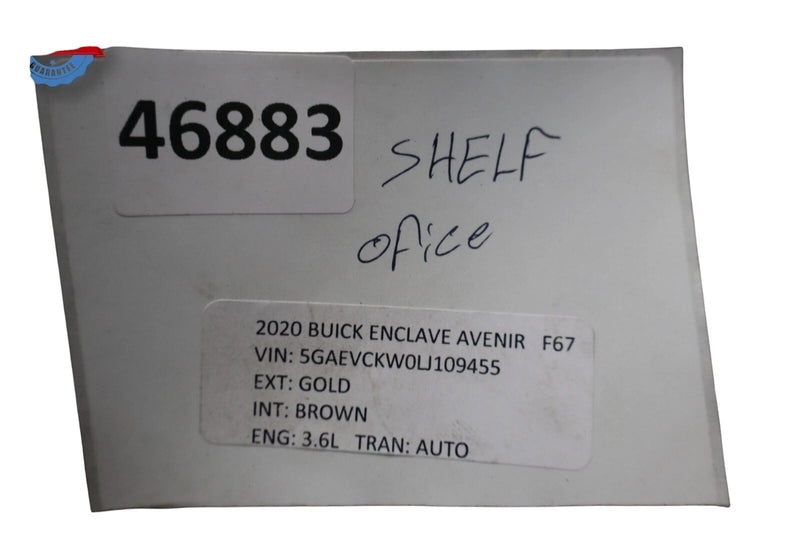 GUARANTEE
46883
SHELF
ofice
2020 BUICK ENCLAVE AVENIR F67
VIN: 5GAEVCKW0LJ109455
EXT: GOLD
INT: BROWN
ENG: 3.6L TRAN: AUTO